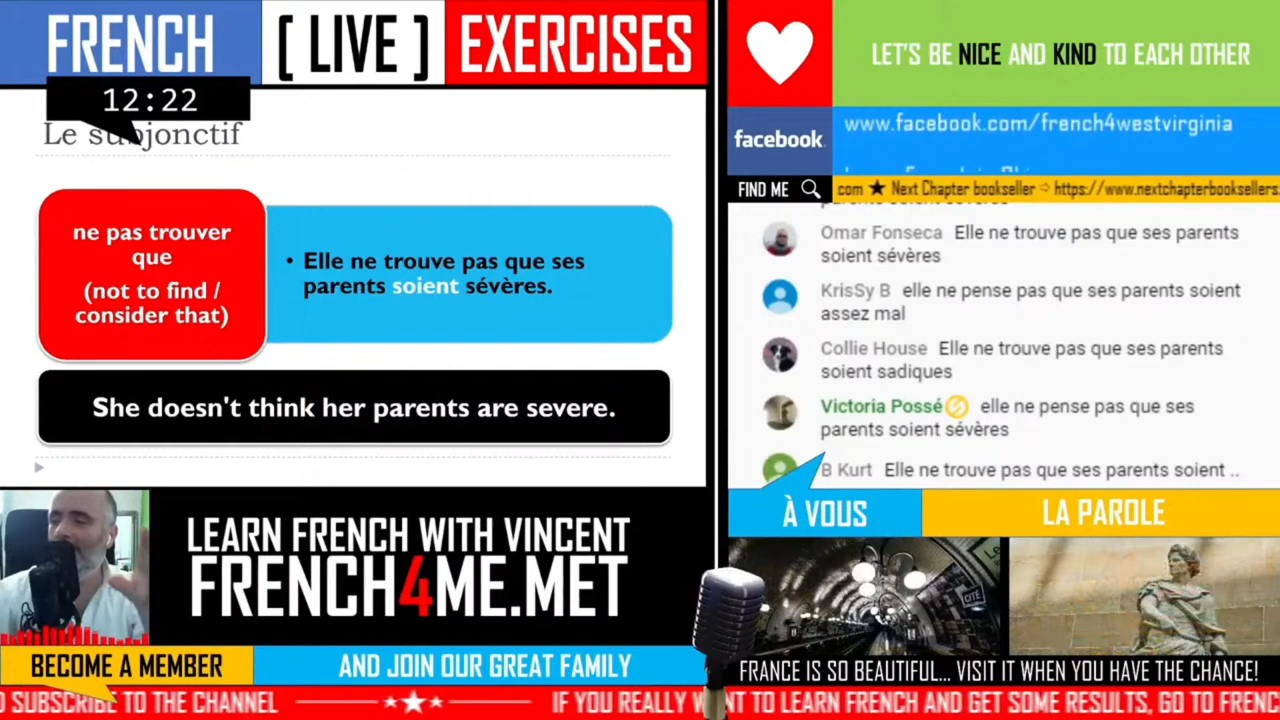 FRENCH
[ LIVE ]
EXERCISES
12:22
Le subjonctif
ne pas trouver
que
(not to find /
consider that)
• Elle ne trouve pas que ses
parents soient sévères.
She doesn't think her parents are severe.
LEARN FRENCH WITH VINCENT
FRENCH4ME.MET
BECOME A MEMBER
AND JOIN OUR GREAT FAMILY
LET'S BE NICE AND KIND TO EACH OTHER
facebook
www.facebook.com/french4westvirginia
FIND ME
com ★ Next Chapter bookseller ⇨ https://www.nextchapterbooksellers.
Omar Fonseca Elle ne trouve pas que ses parents
soient sévères
KrisSy B elle ne pense pas que ses parents soient
assez mal
Collie House Elle ne trouve pas que ses parents
soient sadiques
Victoria Possé elle ne pense pas que ses
parents soient sévères
B Kurt Elle ne trouve pas que ses parents soient ..
À VOUS
LA PAROLE
CITÉ
FRANCE IS SO BEAUTIFUL... VISIT IT WHEN YOU HAVE THE CHANCE!
O SUBSCRIBE TO THE CHANNEL ★ IF YOU REALLY WANT TO LEARN FRENCH AND GET SOME RESULTS, GO TO FRENC